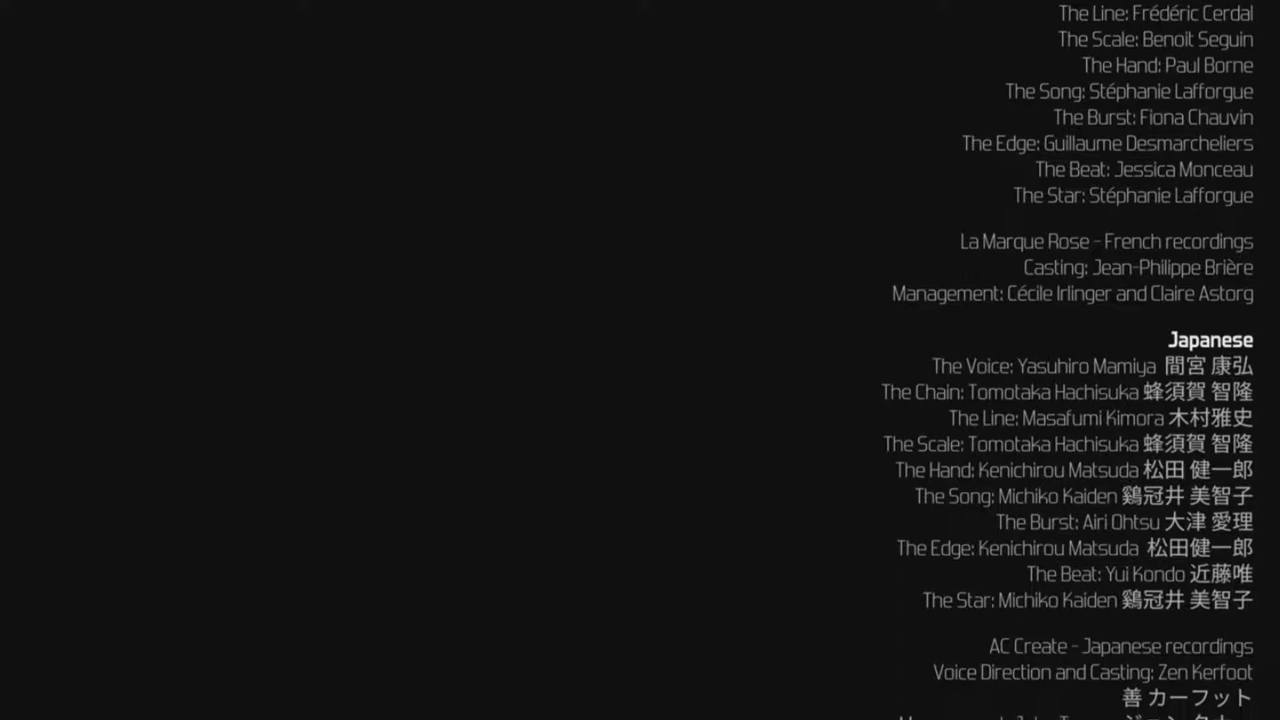 The Line: Frédéric Cerdal
The Scale: Benoit Seguin
The Hand: Paul Borne
The Song: Stéphanie Lafforgue
The Burst: Fiona Chauvin
The Edge: Guillaume Desmarcheliers
The Beat: Jessica Monceau
The Star: Stéphanie Lafforgue
La Marque Rose - French recordings
Casting: Jean-Philippe Brière
Management: Cécile Irlinger and Claire Astorg
Japanese
The Voice: Yasuhiro Mamiya 間宮 康弘
The Chain: Tomotaka Hachisuka 蜂須賀 智隆
The Line: Masafumi Kimora 木村雅史
The Scale: Tomotaka Hachisuka 蜂須賀 智隆
The Hand: Kenichirou Matsuda 松田 健一郎
The Song: Michiko Kaiden 鶏冠井 美智子
The Burst: Airi Ohtsu 大津 愛理
The Edge: Kenichirou Matsuda 松田健一郎
The Beat: Yui Kondo 近藤唯
The Star: Michiko Kaiden 鶏冠井 美智子
AC Create - Japanese recordings
Voice Direction and Casting: Zen Kerfoot
善 カーフット